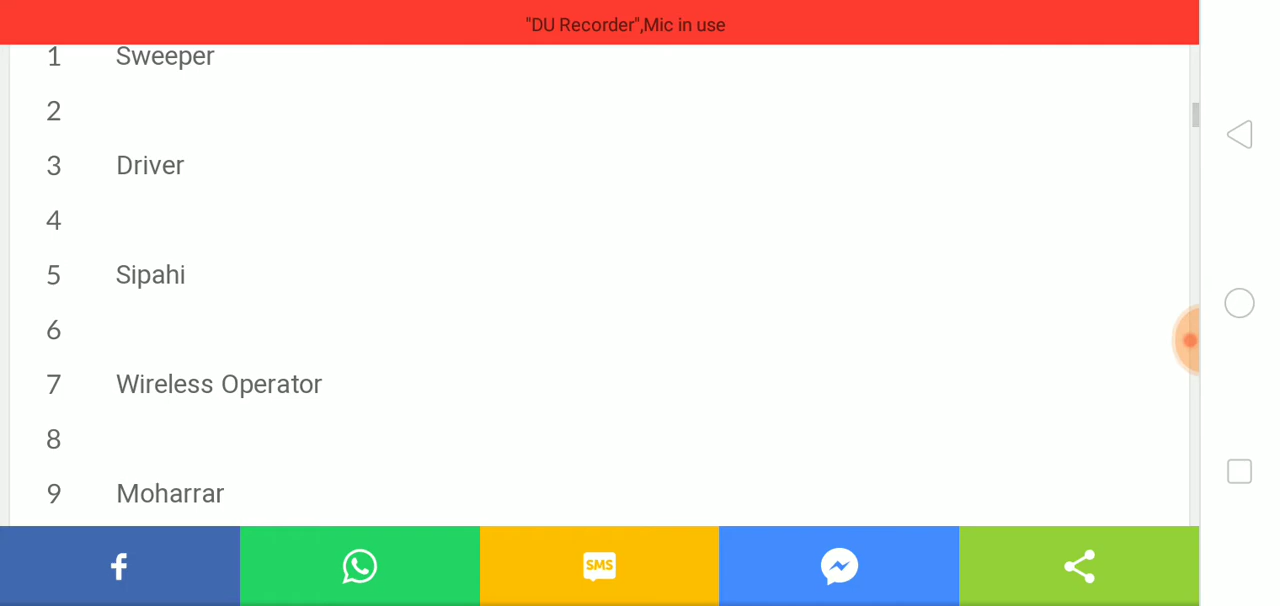 "DU Recorder",Mic in use
1 Sweeper
2
3 Driver
4
5 Sipahi
6
7 Wireless Operator
8
9 Moharrar
SMS